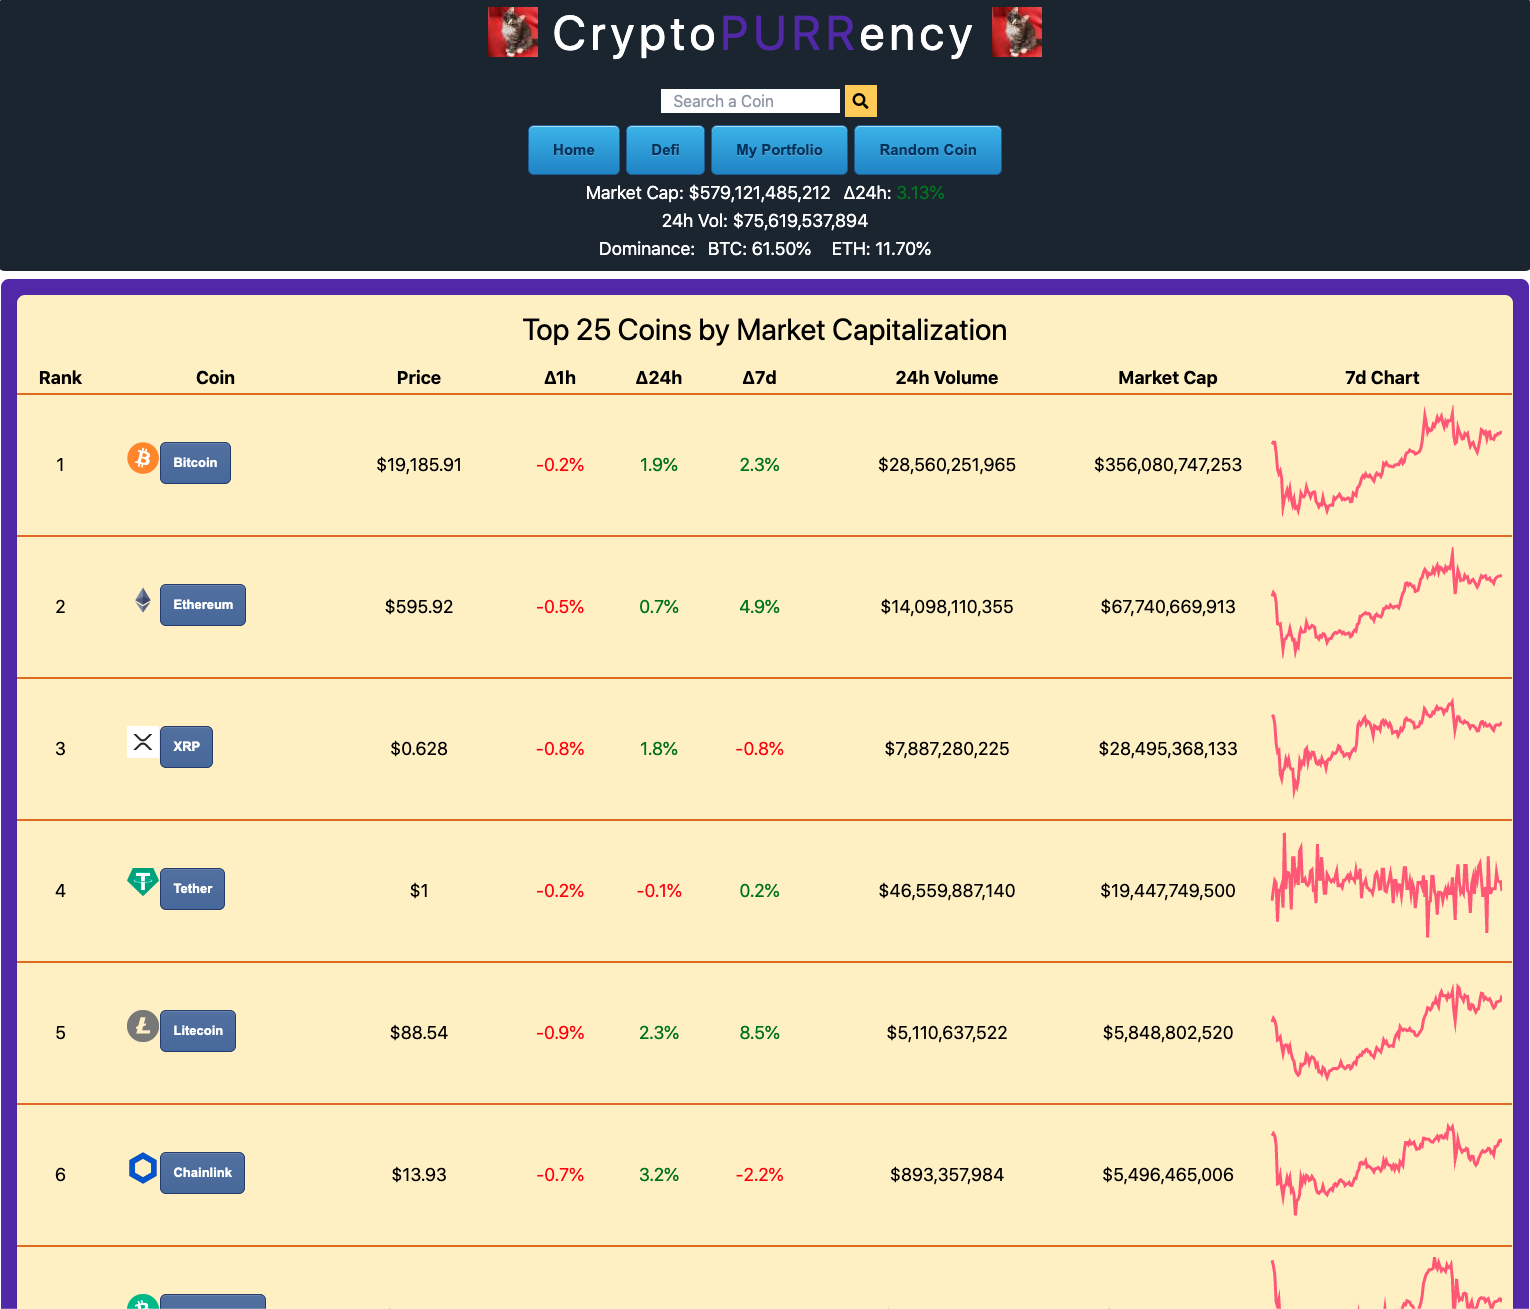 CryptoPURRency
Search a Coin
Home Defi My Portfolio Random Coin
Market Cap: $579,121,485,212 Δ24h: 3.13%
24h Vol: $75,619,537,894
Dominance: BTC: 61.50% ETH: 11.70%
Top 25 Coins by Market Capitalization
Rank Coin Price Δ1h Δ24h Δ7d 24h Volume Market Cap 7d Chart
1 Bitcoin $19,185.91 -0.2% 1.9% 2.3% $28,560,251,965 $356,080,747,253
2 Ethereum $595.92 -0.5% 0.7% 4.9% $14,098,110,355 $67,740,669,913
3 XRP $0.628 -0.8% 1.8% -0.8% $7,887,280,225 $28,495,368,133
4 Tether $1 -0.2% -0.1% 0.2% $46,559,887,140 $19,447,749,500
5 Litecoin $88.54 -0.9% 2.3% 8.5% $5,110,637,522 $5,848,802,520
6 Chainlink $13.93 -0.7% 3.2% -2.2% $893,357,984 $5,496,465,006